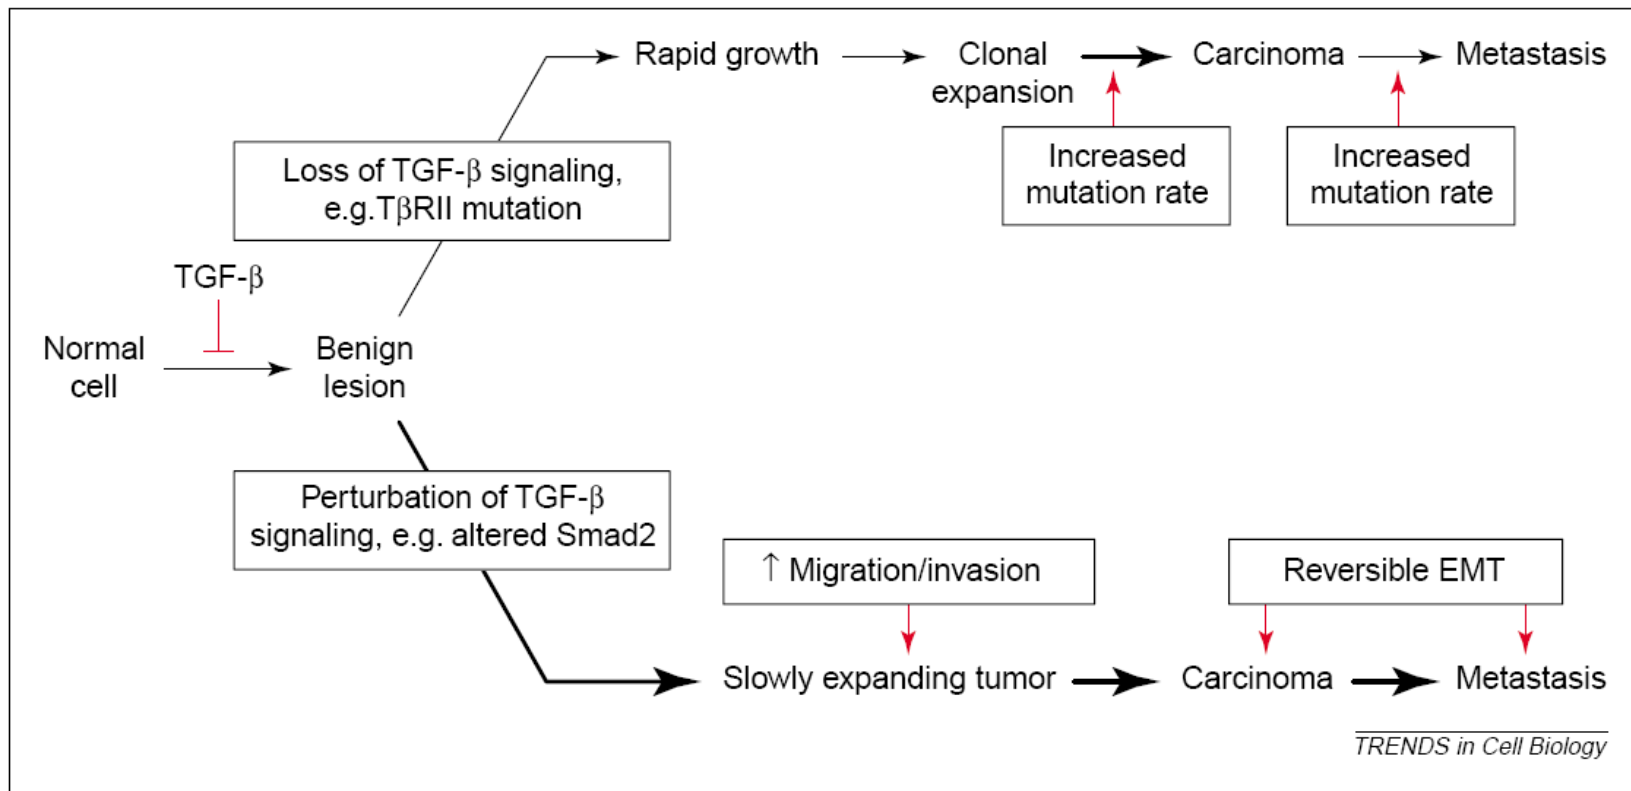 Rapid growth
Clonal
expansion
Carcinoma
Metastasis
Increased
mutation rate
Increased
mutation rate
Loss of TGF-β signaling,
e.g.TβRII mutation
TGF-β
Normal
cell
Benign
lesion
Perturbation of TGF-β
signaling, e.g. altered Smad2
↑ Migration/invasion
Reversible EMT
Slowly expanding tumor
Carcinoma
Metastasis
TRENDS in Cell Biology